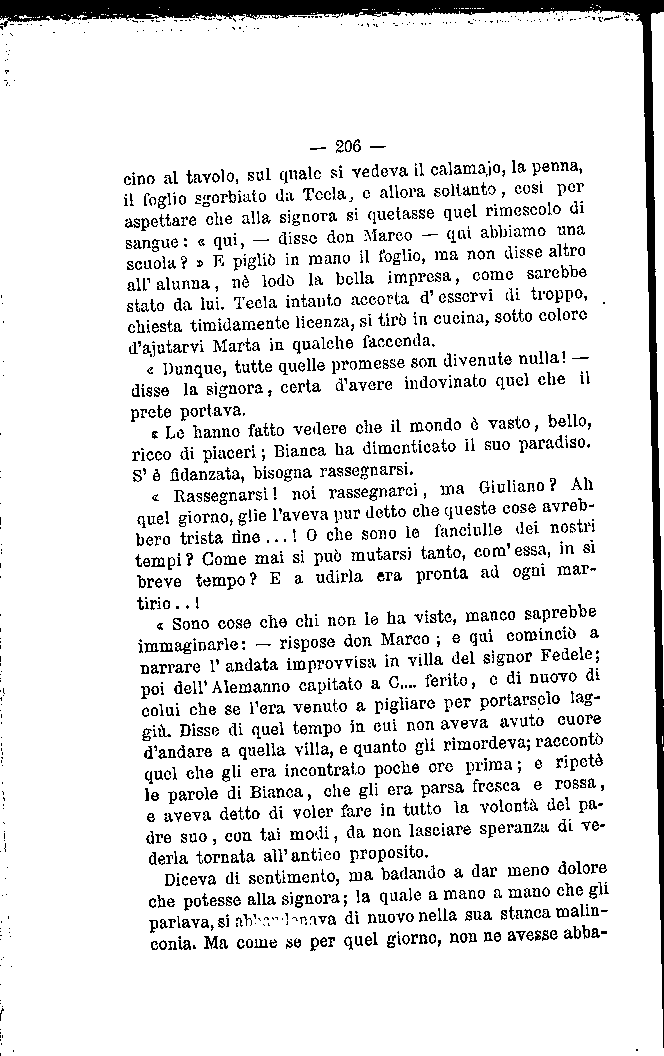 — 206 —
cino al tavolo, sul quale si vedeva il calamajo, la penna,
il foglio sgorbiato da Tecla, e allora soltanto, così per
aspettare che alla signora si quetasse quel rimescolo di
sangue: « qui, — disse don Marco — qui abbiamo una
scuola? » E pigliò in mano il foglio, ma non disse altro
all' alunna, nè lodò la bella impresa, come sarebbe
stato da lui. Tecla intanto accorta d' esservi di troppo,
chiesta timidamente licenza, si tirò in cucina, sotto colore
d'ajutarvi Marta in qualche faccenda.
« Dunque, tutte quelle promesse son divenute nulla! —
disse la signora, certa d'avere indovinato quel che il
prete portava.
« Le hanno fatto vedere che il mondo è vasto, bello,
ricco di piaceri; Bianca ha dimenticato il suo paradiso.
S' è fidanzata, bisogna rassegnarsi.
« Rassegnarsi! noi rassegnarci, ma Giuliano? Ah
quel giorno, glie l'aveva pur detto che queste cose avreb-
bero trista fine...! O che sono le fanciulle dei nostri
tempi? Come mai si può mutarsi tanto, com' essa, in sì
breve tempo? E a udirla era pronta ad ogni mar-
tirio..!
« Sono cose che chi non le ha viste, manco saprebbe
immaginarle: — rispose don Marco; e qui cominciò a
narrare l' andata improvvisa in villa del signor Fedele;
poi dell' Alemanno capitato a C.... ferito, e di nuovo di
colui che se l'era venuto a pigliare per portarselo lag-
giù. Disse di quel tempo in cui non aveva avuto cuore
d'andare a quella villa, e quanto gli rimordeva; raccontò
quel che gli era incontrato poche ore prima; e ripetè
le parole di Bianca, che gli era parsa fresca e rossa,
e aveva detto di voler fare in tutto la volontà del pa-
dre suo, con tai modi, da non lasciare speranza di ve-
derla tornata all' antico proposito.
Diceva di sentimento, ma badando a dar meno dolore
che potesse alla signora; la quale a mano a mano che gli
parlava, si abbandonava di nuovo nella sua stanca malin-
conia. Ma come se per quel giorno, non ne avesse abba-